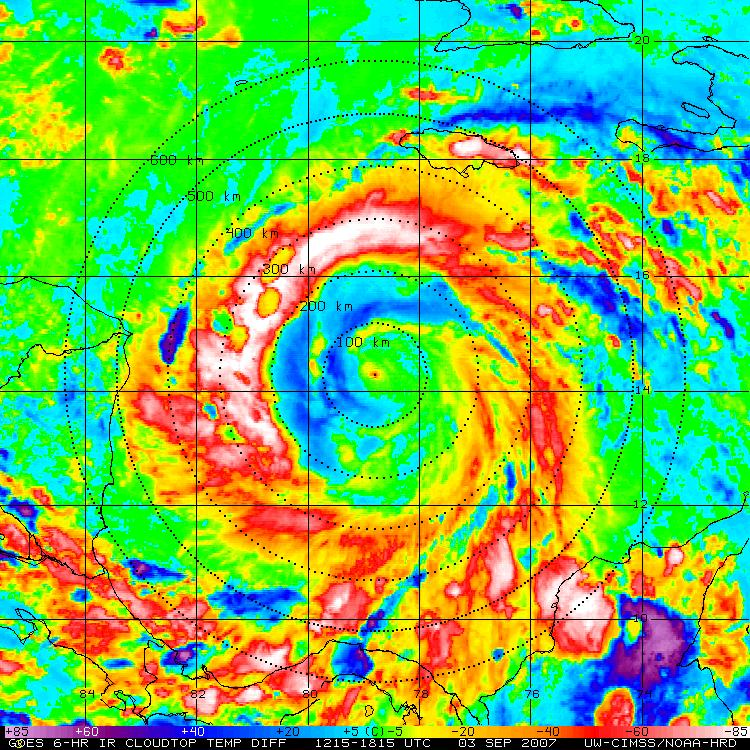 20
18
600 km
500 km
400 km
16
300 km
200 km
100 km
14
12
10
84 82 80 78 76 74
+85 +60 +40 +20 +5 (C) -5 -20 -40 -60 -85
GOES 6-HR IR CLOUDTOP TEMP DIFF 1215-1815 UTC 03 SEP 2007 UW-CIMSS/NOAA-HRD